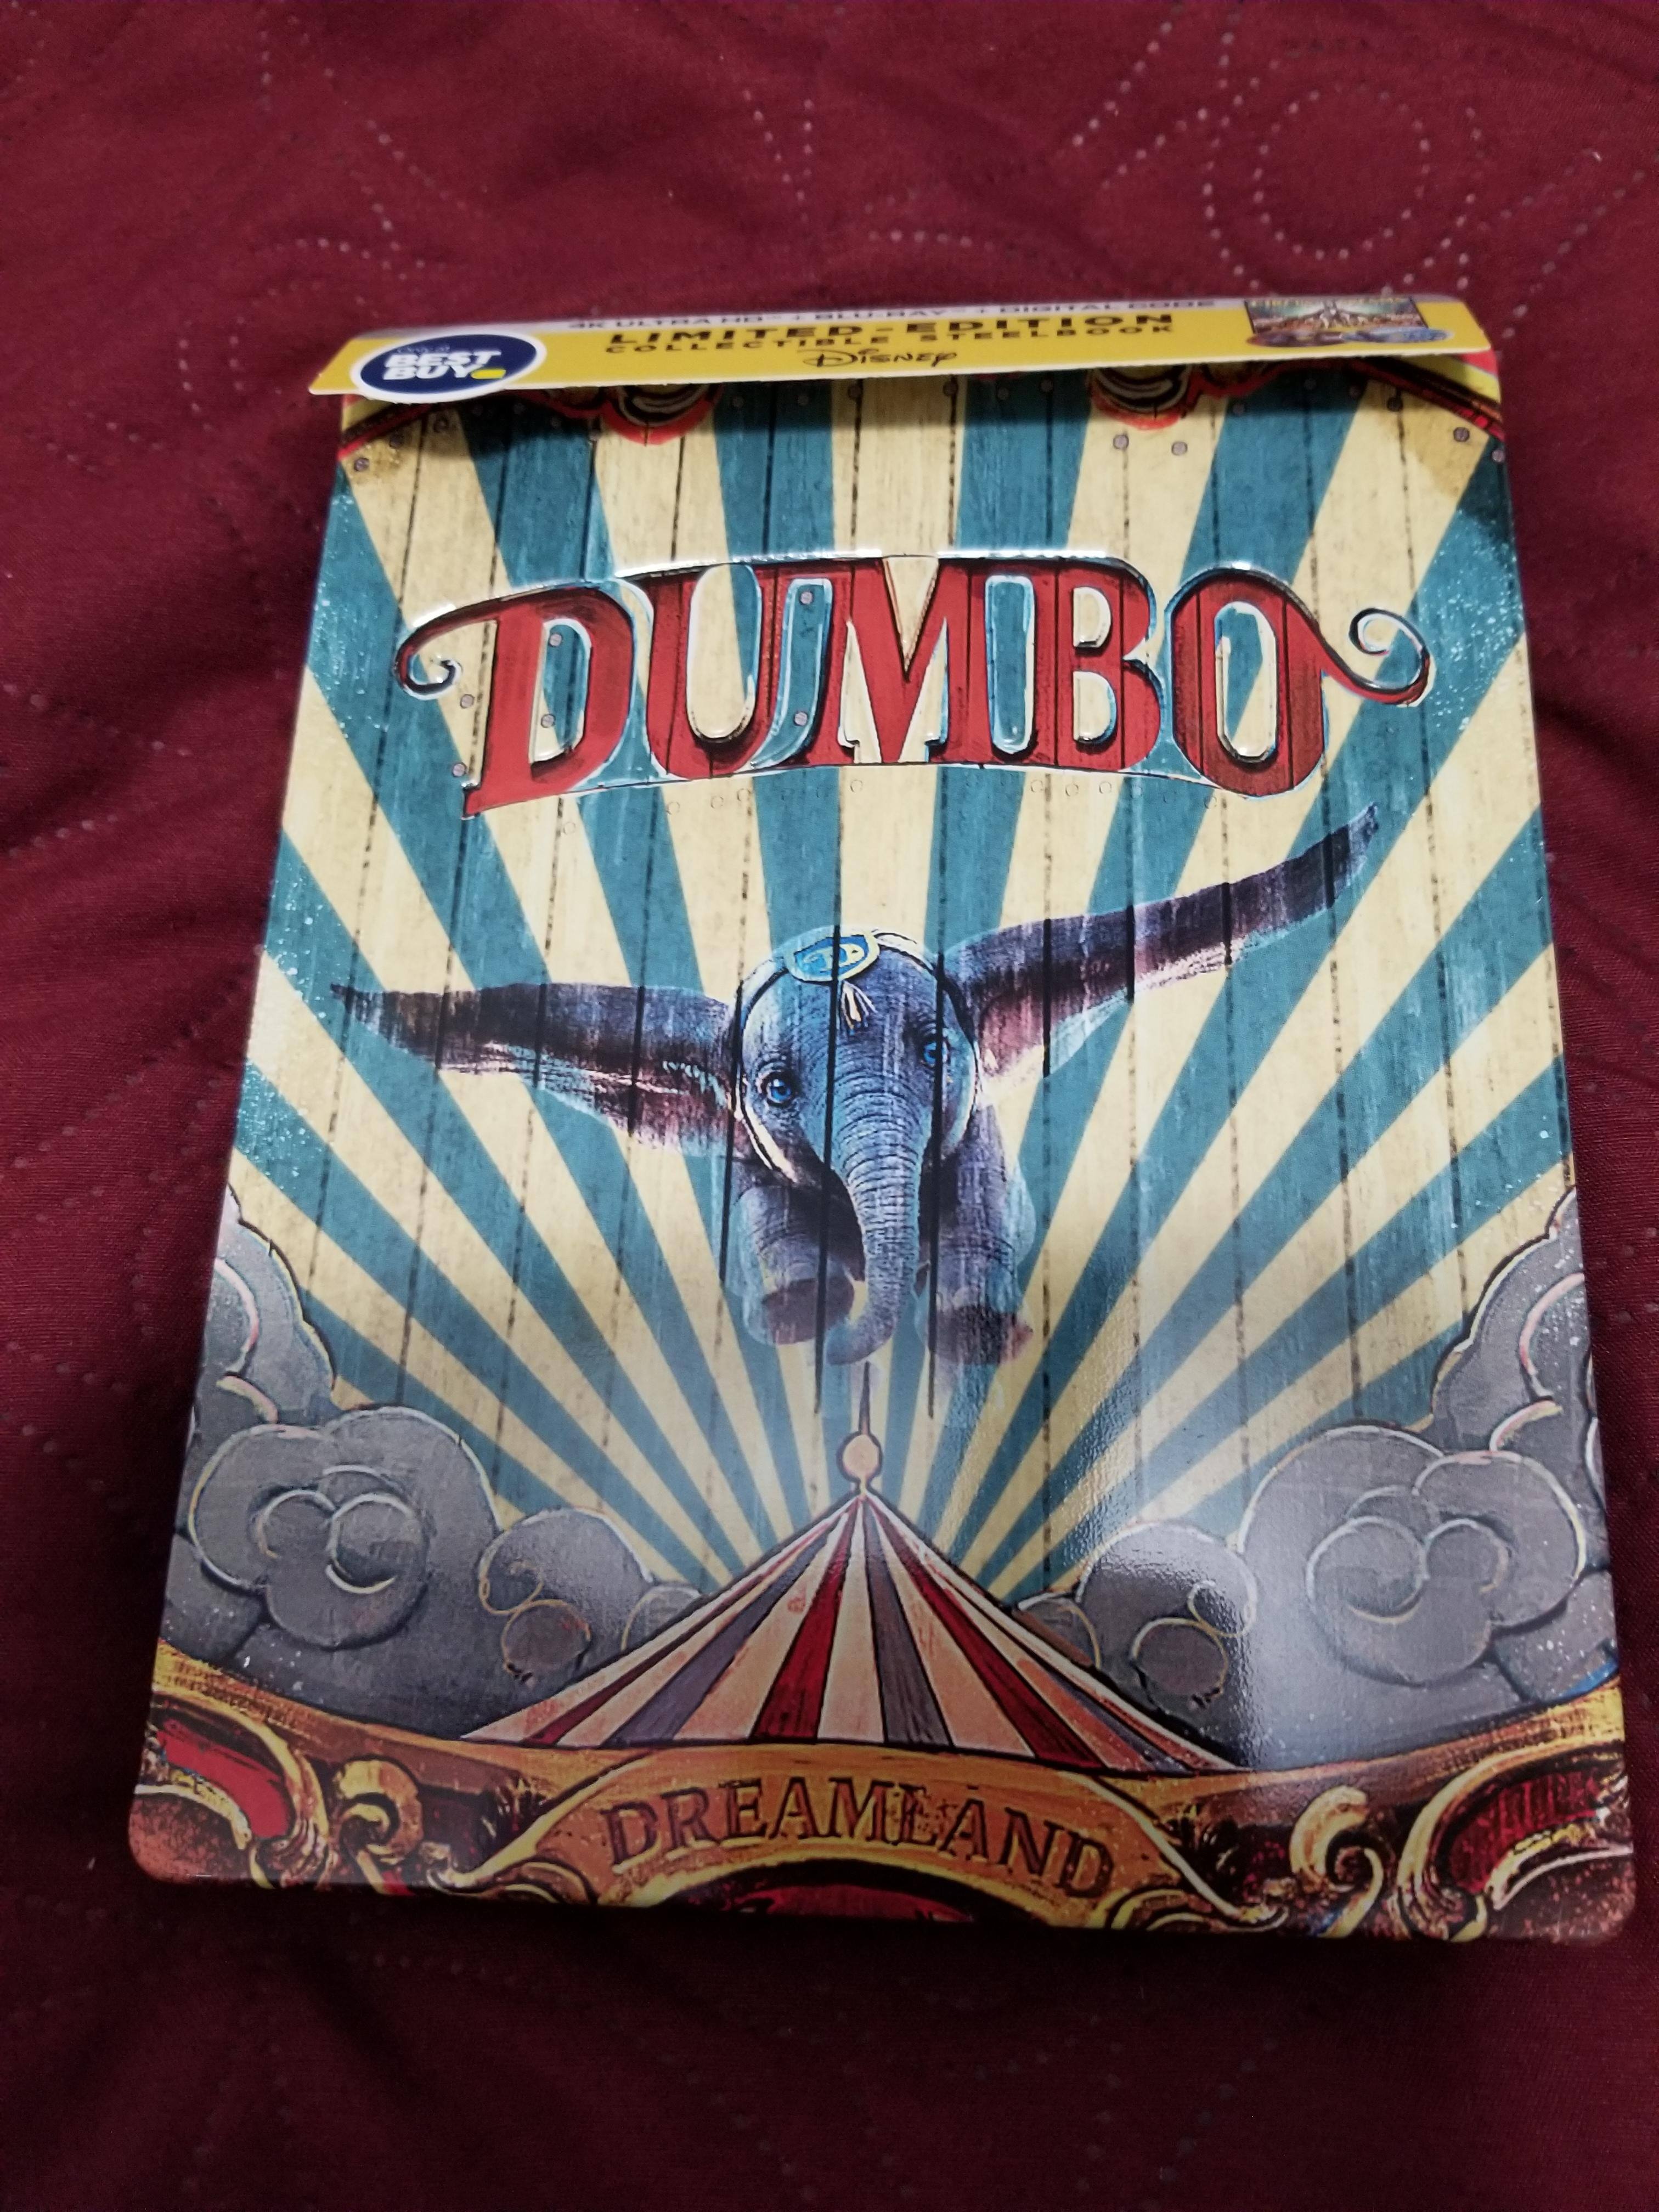 4K ULTRA HD + BLU-RAY + DIGITAL CODE
LIMITED-EDITION
COLLECTIBLE STEELBOOK
Disney
BEST
BUY
DUMBO
D
DREAMLAND